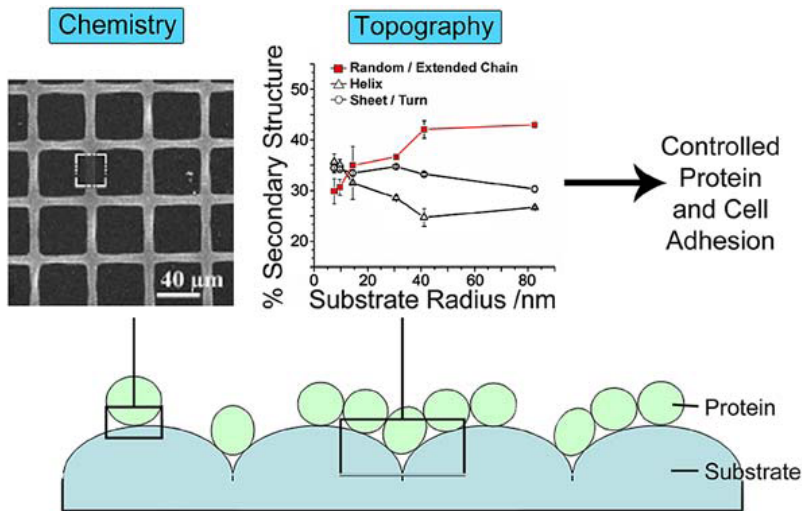 Chemistry
Topography
40 μm
Random / Extended Chain
Helix
Sheet / Turn
% Secondary Structure
50
40
30
20
0
20
40
60
80
Substrate Radius /nm
Controlled
Protein
and Cell
Adhesion
Protein
Substrate